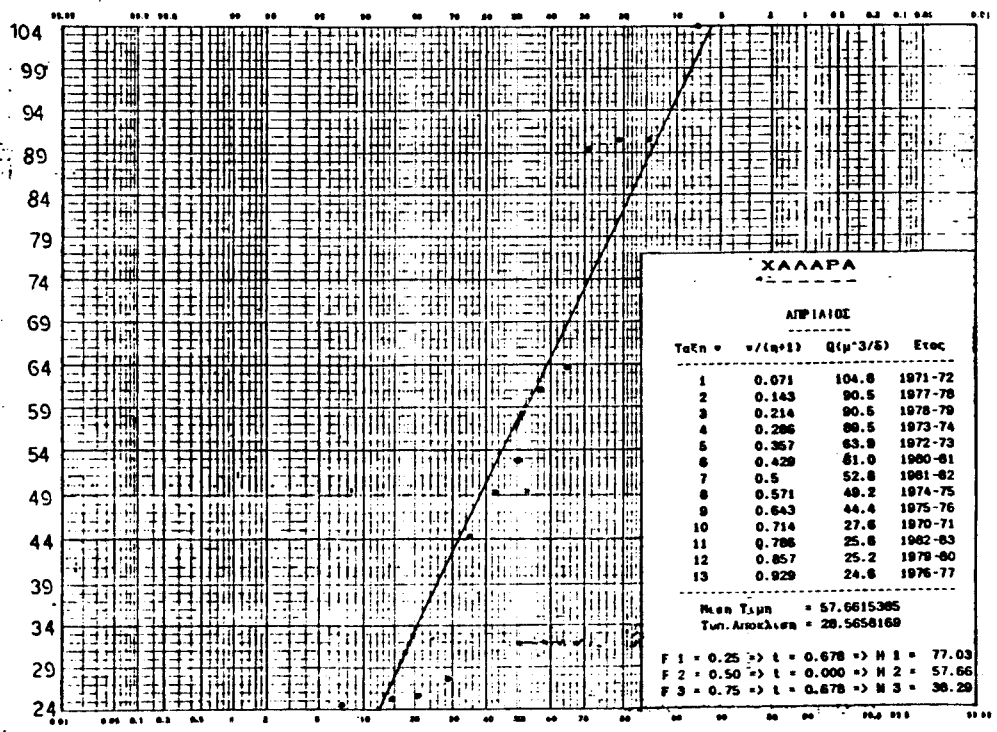 104
99
94
89
84
79
74
69
64
59
54
49
44
39
34
29
24
ΧΑΛΑΡΑ
ΑΠΡΙΛΙΟΣ
Ταξη ν ν/(η+1) Q(μ^3/δ) Ετος
1 0.071 104.8 1971-72
2 0.143 90.5 1977-78
3 0.214 90.5 1978-79
4 0.286 89.5 1973-74
5 0.357 63.9 1972-73
6 0.429 61.0 1980-81
7 0.5 52.8 1981-82
8 0.571 49.2 1974-75
9 0.643 44.4 1975-76
10 0.714 27.6 1970-71
11 0.786 25.6 1982-83
12 0.857 25.2 1979-80
13 0.929 24.6 1976-77
Μεση Τιμη = 57.6615385
Τυπ.Αποκλιση = 28.5658169
F 1 = 0.25 => t = 0.678 => H 1 = 77.03
F 2 = 0.50 => t = 0.000 => H 2 = 57.66
F 3 = 0.75 => t = 0.678 => H 3 = 38.29